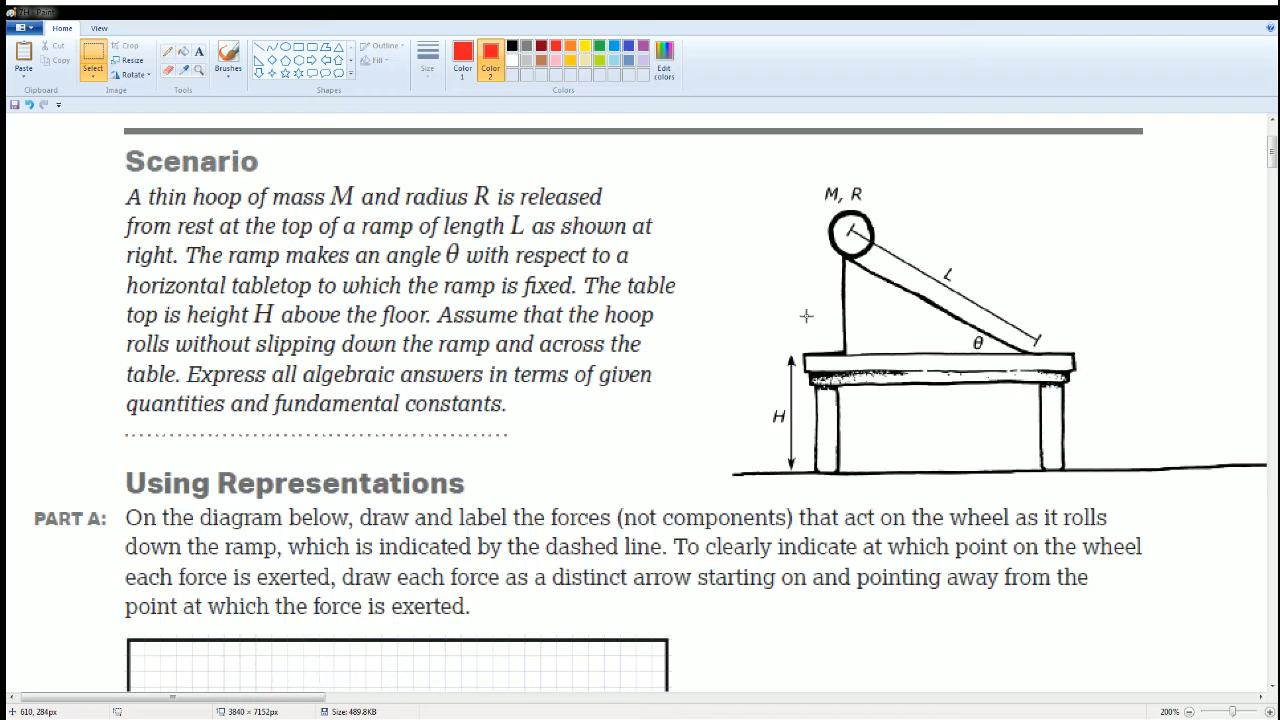 7H - Paint
Home View
Paste
Cut
Copy
Select
Crop
Resize
Rotate
A
Brushes
Outline
Fill
Size
Color 1
Color 2
Edit colors
Clipboard Image Tools Shapes Colors
Scenario
A thin hoop of mass M and radius R is released
from rest at the top of a ramp of length L as shown at
right. The ramp makes an angle θ with respect to a
horizontal tabletop to which the ramp is fixed. The table
top is height H above the floor. Assume that the hoop
rolls without slipping down the ramp and across the
table. Express all algebraic answers in terms of given
quantities and fundamental constants.
M, R
L
θ
H
Using Representations
PART A: On the diagram below, draw and label the forces (not components) that act on the wheel as it rolls
down the ramp, which is indicated by the dashed line. To clearly indicate at which point on the wheel
each force is exerted, draw each force as a distinct arrow starting on and pointing away from the
point at which the force is exerted.
610, 284px 3840 × 7152px Size: 489.8KB 200%